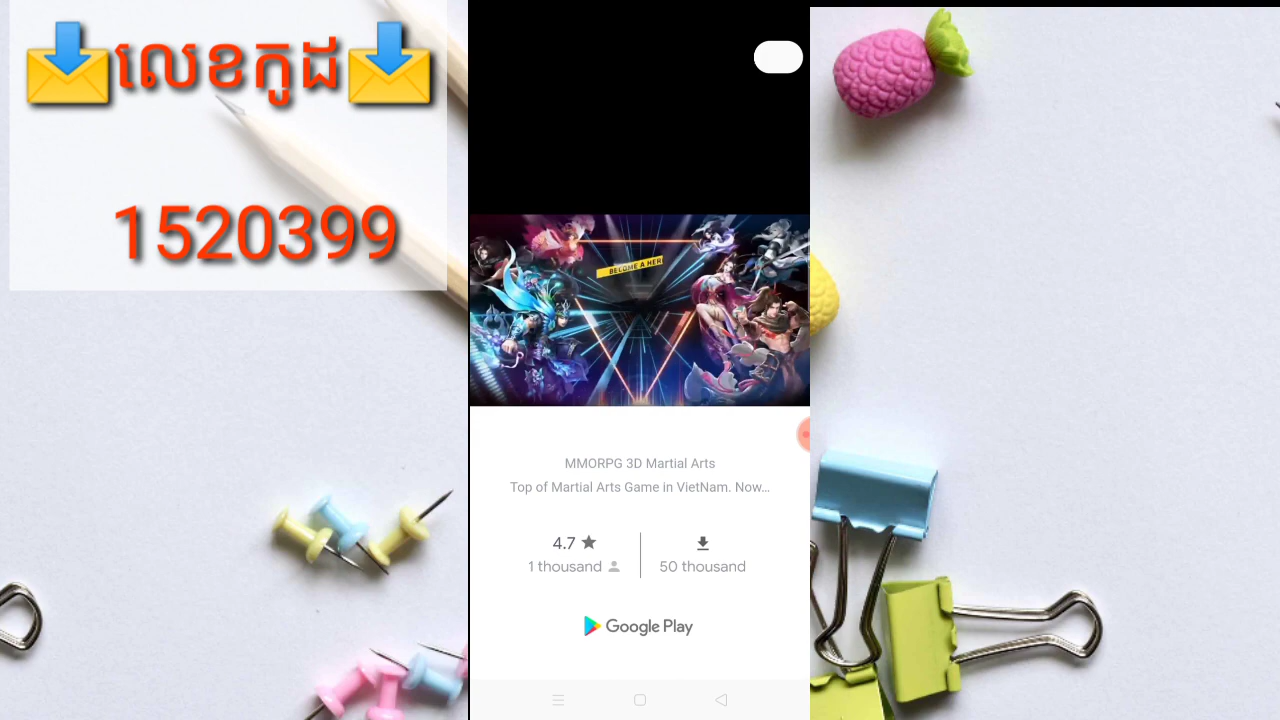 លេខកូដ
1520399
BECOME A HER
MMORPG 3D Martial Arts
Top of Martial Arts Game in VietNam. Now...
4.7
1 thousand
50 thousand
Google Play